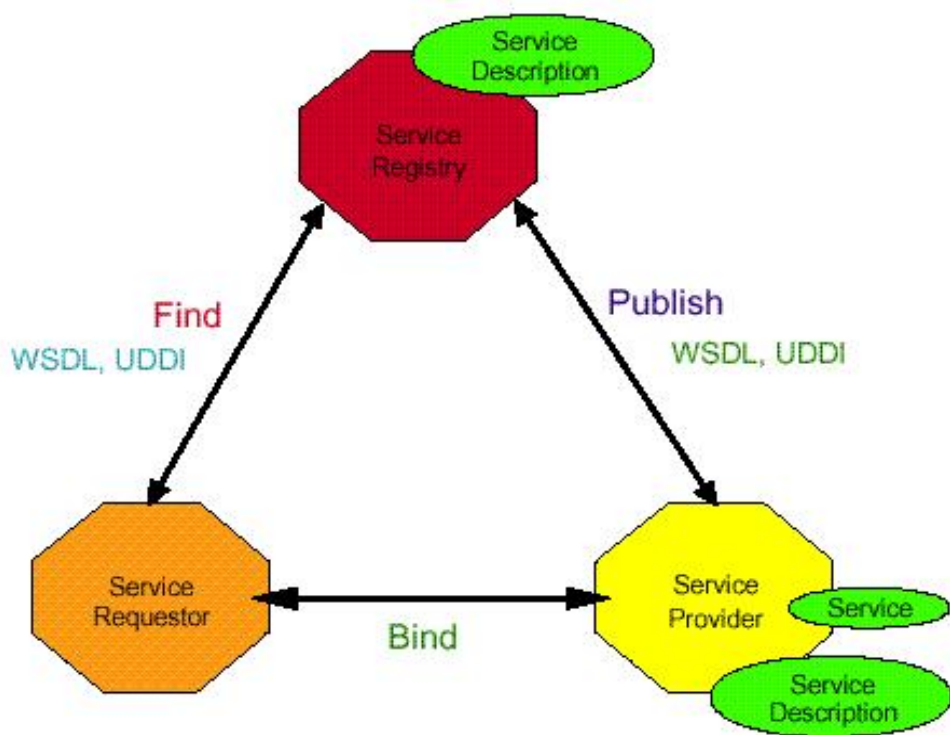 Service
Description
Service
Registry
Find
WSDL, UDDI
Publish
WSDL, UDDI
Service
Requestor
Bind
Service
Provider
Service
Service
Description